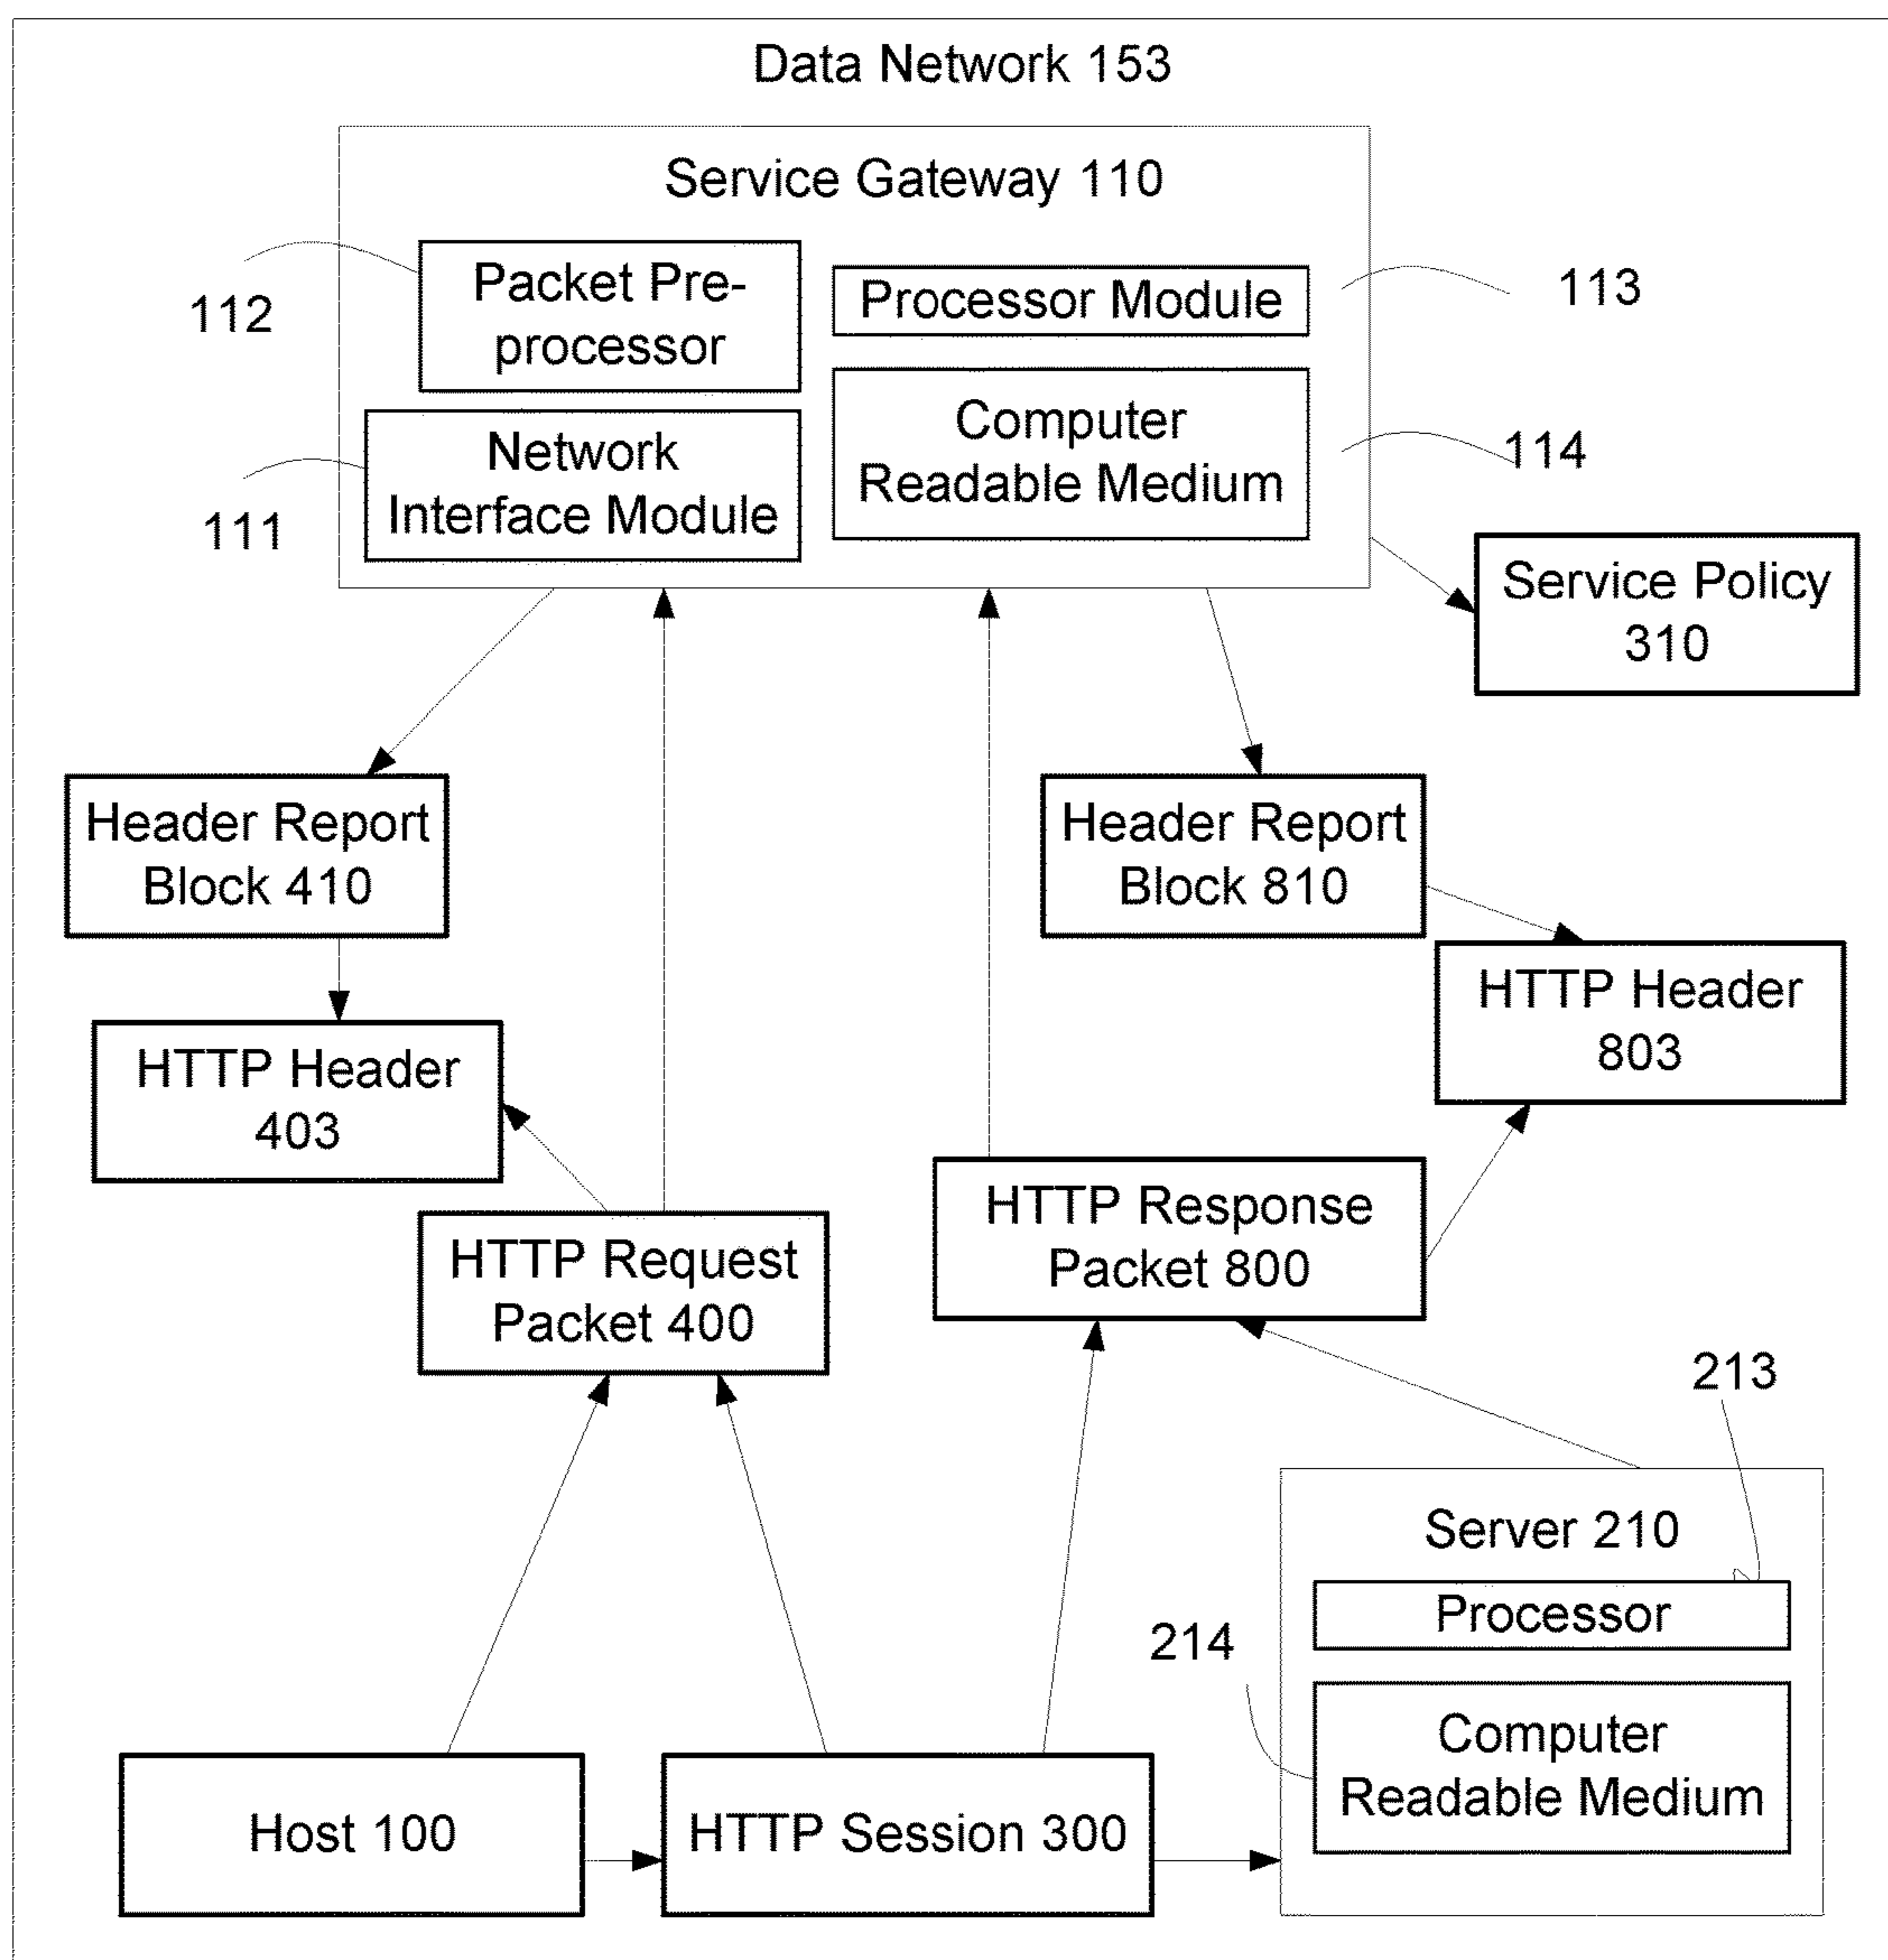 Data Network 153
Service Gateway 110
112
Packet Pre-
processor
Processor Module
113
111
Network
Interface Module
Computer
Readable Medium
114
Service Policy
310
Header Report
Block 410
Header Report
Block 810
HTTP Header
403
HTTP Header
803
HTTP Request
Packet 400
HTTP Response
Packet 800
213
Server 210
Processor
214
Computer
Readable Medium
Host 100
HTTP Session 300